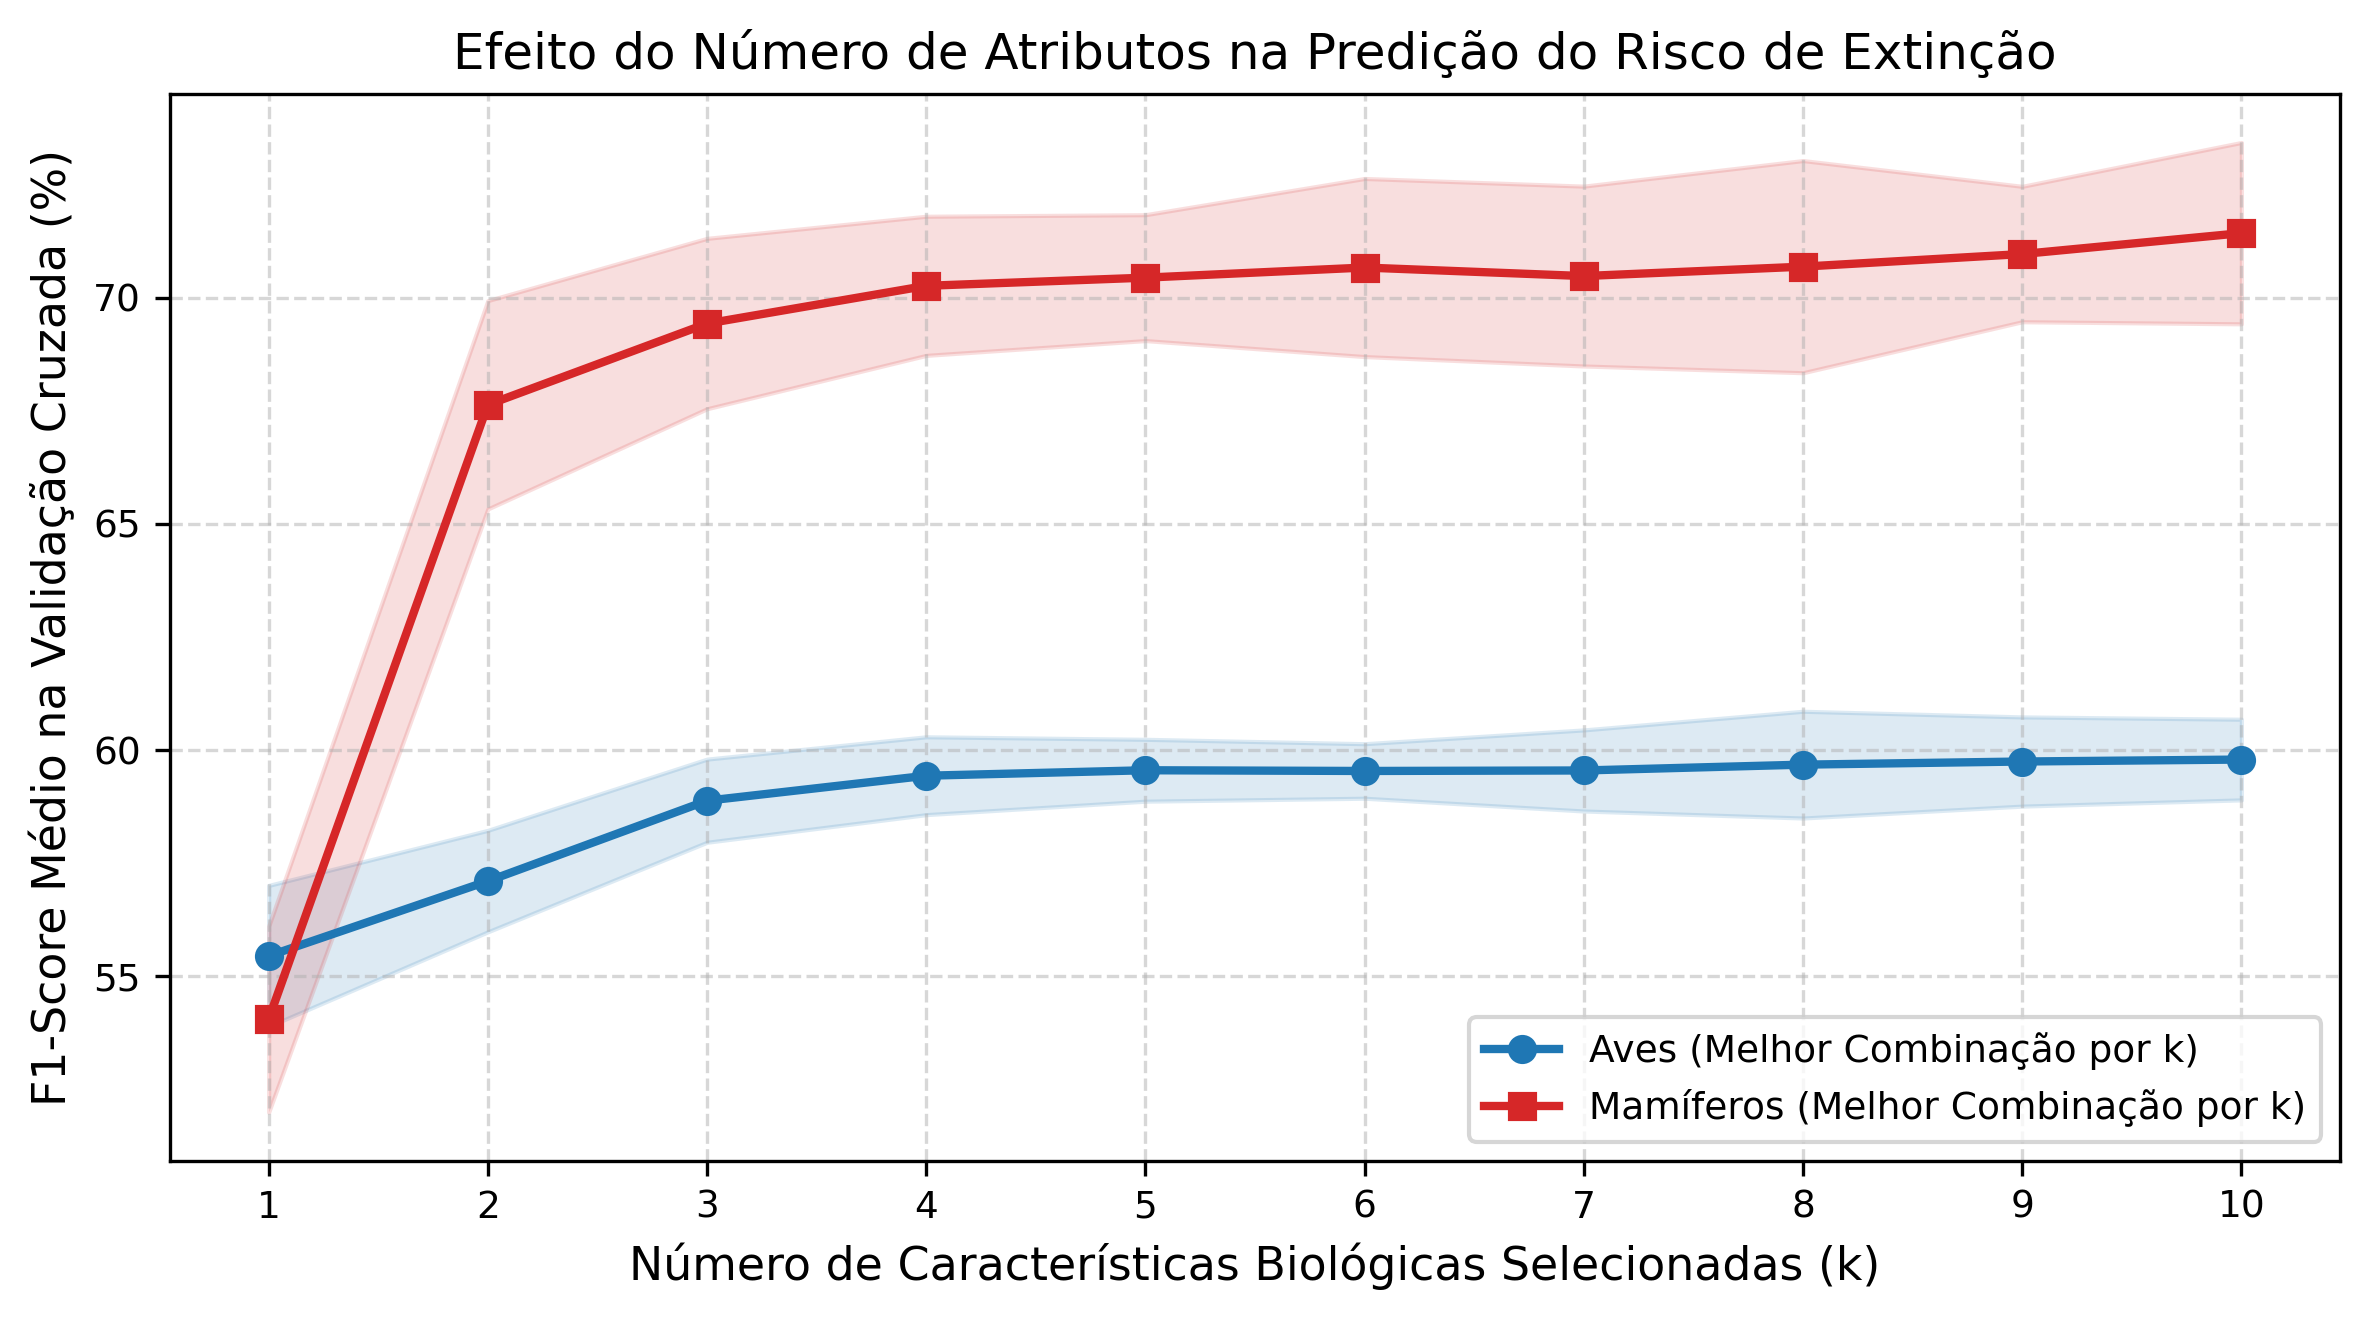 Efeito do Número de Atributos na Predição do Risco de Extinção
F1-Score Médio na Validação Cruzada (%)
70
65
60
55
Aves (Melhor Combinação por k)
Mamíferos (Melhor Combinação por k)
1 2 3 4 5 6 7 8 9 10
Número de Características Biológicas Selecionadas (k)